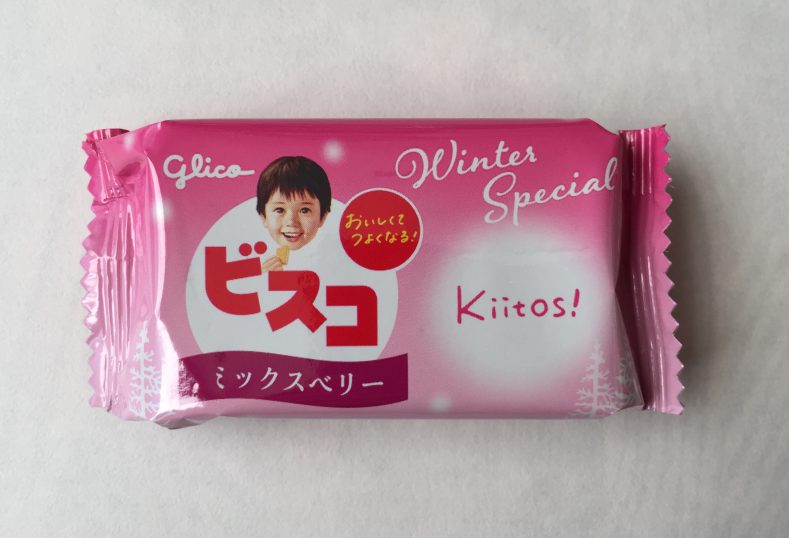 Glico
Winter
Special
おいしくて
つよくなる!
ビスコ
Kiitos!
ミックスベリー